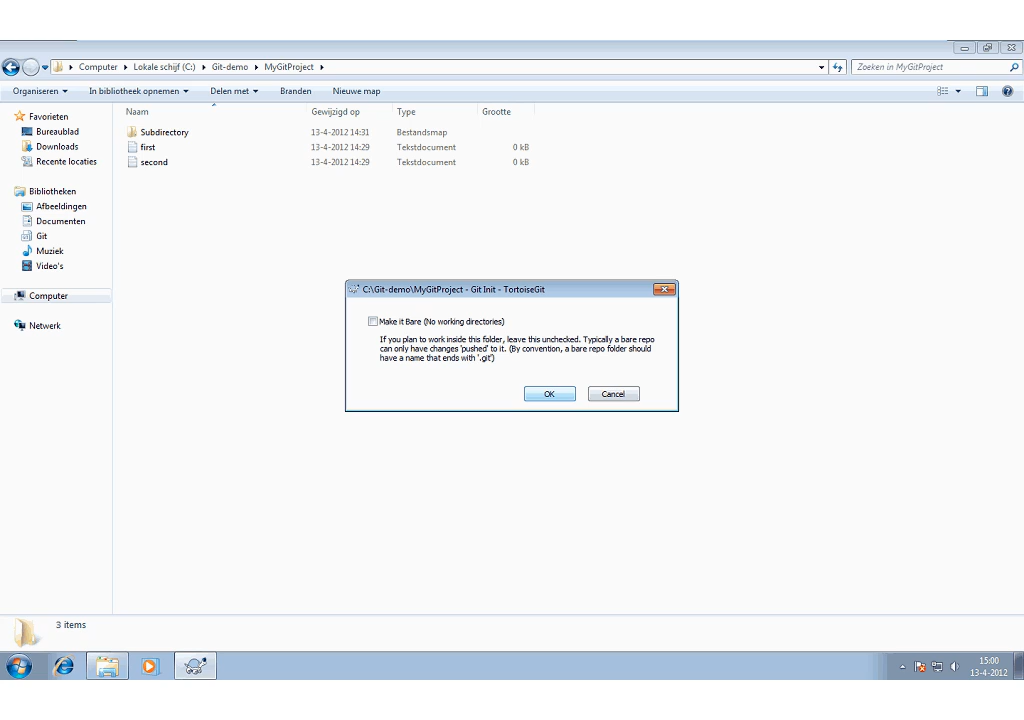 Computer Lokale schijf (C:) Git-demo MyGitProject
Zoeken in MyGitProject
Organiseren In bibliotheek opnemen Delen met Branden Nieuwe map
Naam Gewijzigd op Type Grootte
Subdirectory 13-4-2012 14:31 Bestandsmap
first 13-4-2012 14:29 Tekstdocument 0 kB
second 13-4-2012 14:29 Tekstdocument 0 kB
Favorieten
Bureaublad
Downloads
Recente locaties
Bibliotheken
Afbeeldingen
Documenten
Git
Muziek
Video's
Computer
Netwerk
C:\Git-demo\MyGitProject - Git Init - TortoiseGit
Make it Bare (No working directories)
If you plan to work inside this folder, leave this unchecked. Typically a bare repo
can only have changes 'pushed' to it. (By convention, a bare repo folder should
have a name that ends with '.git')
OK Cancel
3 items
15:00
13-4-2012